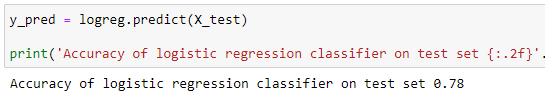 y_pred = logreg.predict(X_test)
print('Accuracy of logistic regression classifier on test set {:.2f}'.
Accuracy of logistic regression classifier on test set 0.78